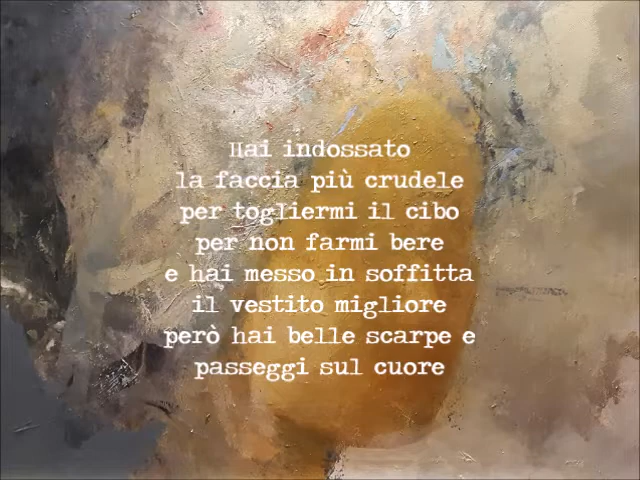 Hai indossato
la faccia più crudele
per togliermi il cibo
per non farmi bere
e hai messo in soffitta
il vestito migliore
però hai belle scarpe e
passeggi sul cuore